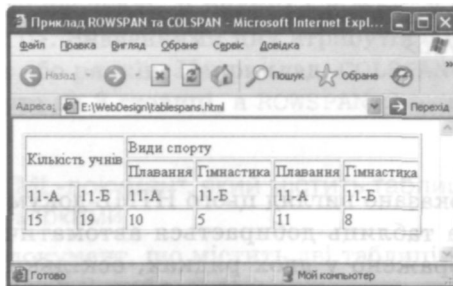 Приклад ROWSPAN та COLSPAN - Microsoft Internet Expl...
Файл Правка Вигляд Обране Сервіс Довідка
Назад Пошук Обране
Адреса: E:\WebDesign\tablespans.html Перехід
Кількість учнів Види спорту
Плавання Гімнастика Плавання Гімнастика
11-А 11-Б 11-А 11-Б 11-А 11-Б
15 19 10 5 11 8
Готово Мой компьютер